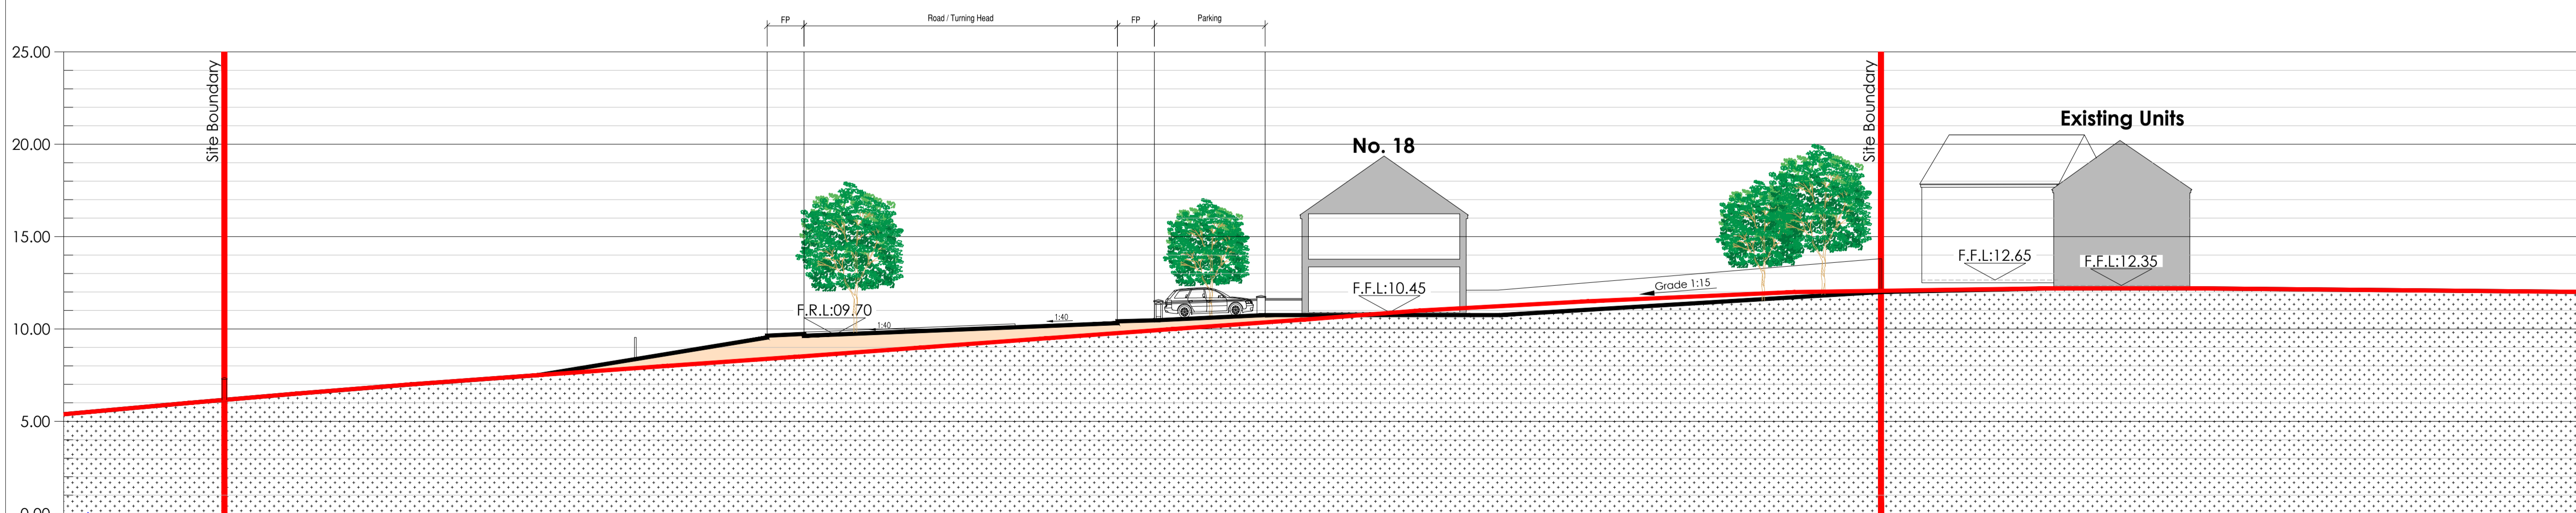 FP
Road / Turning Head
FP
Parking
25.00
20.00
15.00
10.00
5.00
0.00
Site Boundary
Site Boundary
No. 18
Existing Units
F.F.L:12.65
F.F.L:12.35
F.F.L:10.45
Grade 1:15
F.R.L:09.70
1:40
1:40